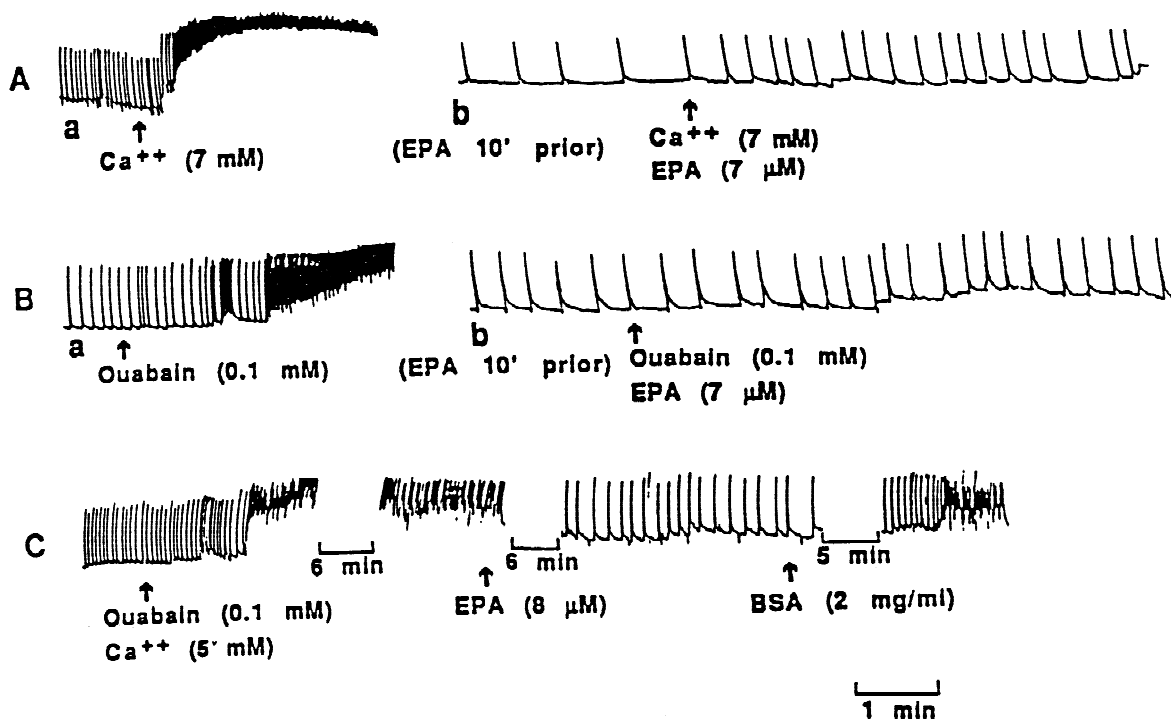 A
a
Ca++ (7 mM)
b
(EPA 10' prior)
Ca++ (7 mM)
EPA (7 µM)
B
a
Ouabain (0.1 mM)
b
(EPA 10' prior)
Ouabain (0.1 mM)
EPA (7 µM)
C
6 min
6 min
5 min
Ouabain (0.1 mM)
Ca++ (5' mM)
EPA (8 µM)
BSA (2 mg/ml)
1 min